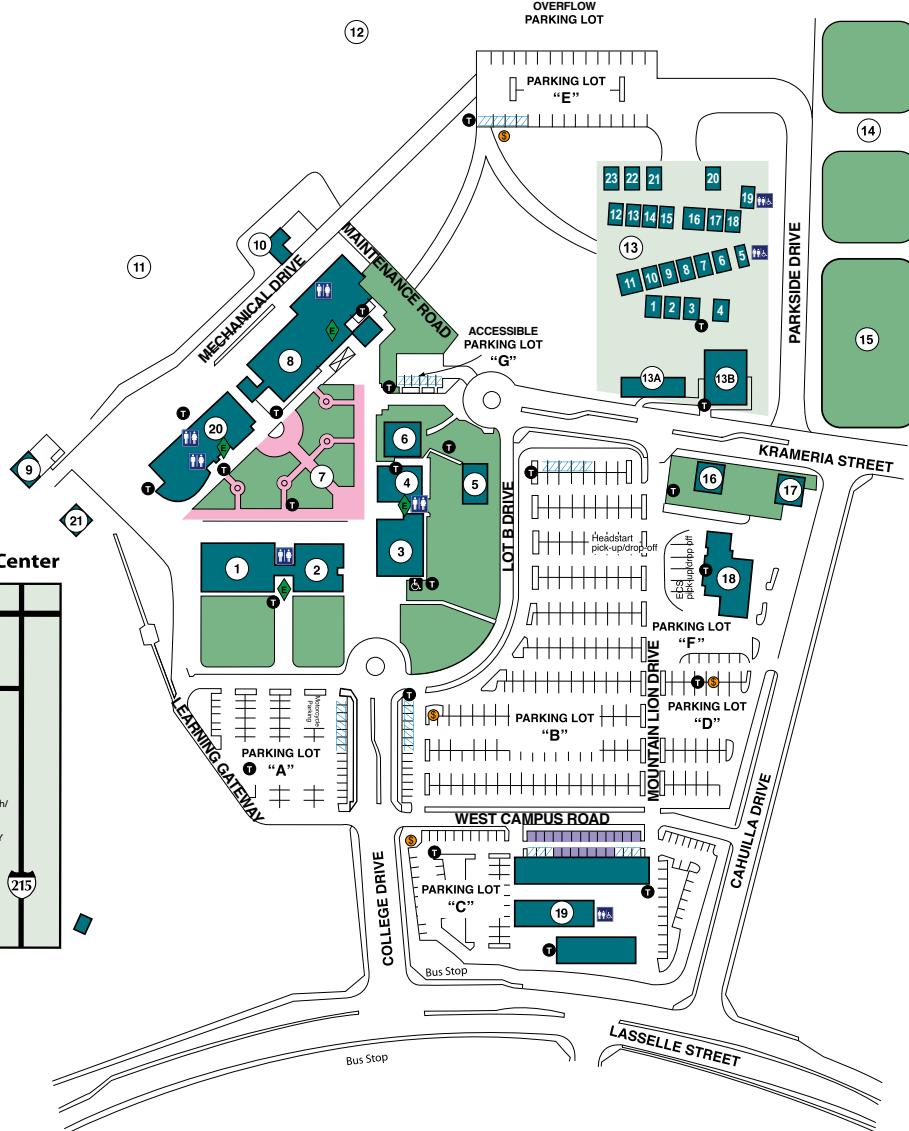 OVERFLOW
PARKING LOT
12
PARKING LOT
“E”
T
$
14
23
22
21
20
19
12
13
14
15
16
17
18
13
10
11
MAINTENANCE ROAD
MECHANICAL DRIVE
PARKSIDE DRIVE
11
10
9
8
7
6
5
1
2
3
4
T
T
E
8
ACCESSIBLE
PARKING LOT
“G”
15
13A
13B
T
T
T
T
20
E
T
T
7
T
6
T
T
4
E
5
LOT B DRIVE
T
KRAMERIA STREET
16
17
T
9
21
3
T
Headstart
pick-up/drop-off
ECS
pick-up/drop off
18
T
Center
1
2
E
T
PARKING LOT
“F”
MOUNTAIN LION DRIVE
T
$
PARKING LOT
“D”
LEARNING GATEWAY
Motorcycle
Parking
PARKING LOT
“A”
T
T
$
PARKING LOT
“B”
CAHUILLA DRIVE
WEST CAMPUS ROAD
h/
Y
215
COLLEGE DRIVE
$
T
PARKING LOT
“C”
T
19
T
Bus Stop
LASSELLE STREET
Bus Stop